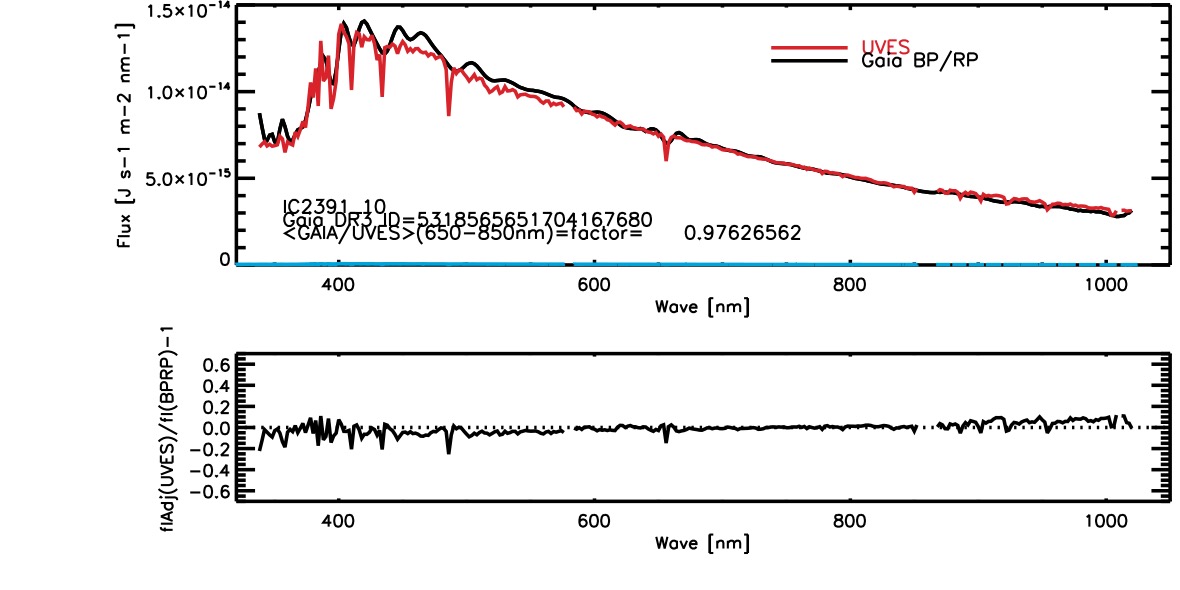 1.5×10⁻¹⁴
1.0×10⁻¹⁴
5.0×10⁻¹⁵
0
Flux [J s−1 m−2 nm−1]
UVES
Gaia BP/RP
IC2391_10
Gaia DR3 ID=5318565651704167680
<GAIA/UVES>(650−850nm)=factor= 0.97626562
400 600 800 1000
Wave [nm]
0.6
0.4
0.2
0.0
−0.2
−0.4
−0.6
flAdj(UVES)/fl(BPRP)−1
400 600 800 1000
Wave [nm]